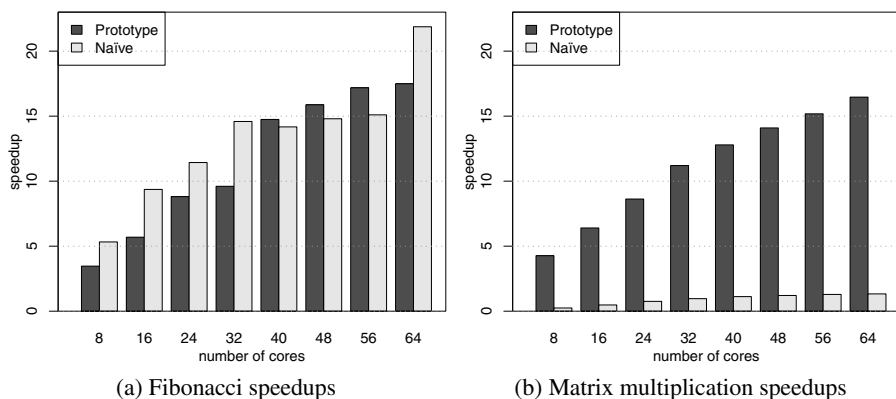 Prototype
Naïve
20
15
10
5
0
speedup
8 16 24 32 40 48 56 64
number of cores
(a) Fibonacci speedups
Prototype
Naïve
20
15
10
5
0
speedup
8 16 24 32 40 48 56 64
number of cores
(b) Matrix multiplication speedups